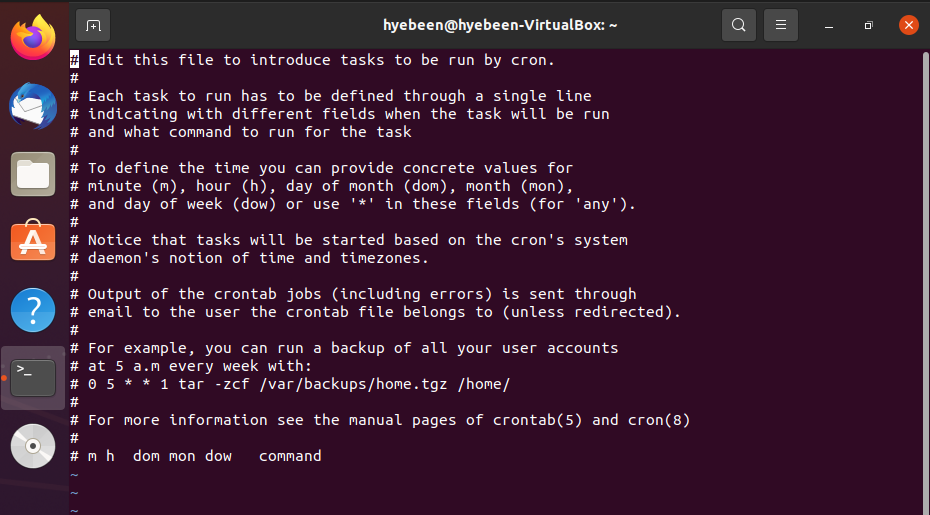 hyebeen@hyebeen-VirtualBox: ~
# Edit this file to introduce tasks to be run by cron.
#
# Each task to run has to be defined through a single line
# indicating with different fields when the task will be run
# and what command to run for the task
#
# To define the time you can provide concrete values for
# minute (m), hour (h), day of month (dom), month (mon),
# and day of week (dow) or use '*' in these fields (for 'any').
#
# Notice that tasks will be started based on the cron's system
# daemon's notion of time and timezones.
#
# Output of the crontab jobs (including errors) is sent through
# email to the user the crontab file belongs to (unless redirected).
#
# For example, you can run a backup of all your user accounts
# at 5 a.m every week with:
# 0 5 * * 1 tar -zcf /var/backups/home.tgz /home/
#
# For more information see the manual pages of crontab(5) and cron(8)
#
# m h  dom mon dow   command
~
~
~